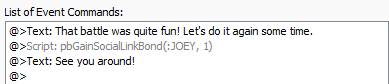 List of Event Commands:
@>Text: That battle was quite fun! Let's do it again some time.
@>Script: pbGainSocialLinkBond(:JOEY, 1)
@>Text: See you around!
@>